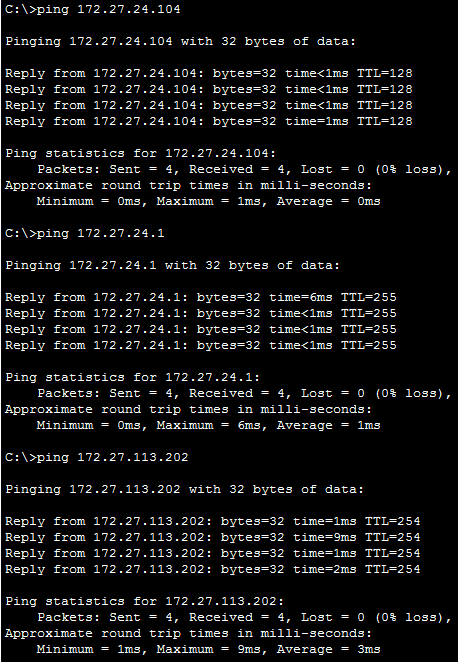 C:\>ping 172.27.24.104
Pinging 172.27.24.104 with 32 bytes of data:
Reply from 172.27.24.104: bytes=32 time<1ms TTL=128
Reply from 172.27.24.104: bytes=32 time<1ms TTL=128
Reply from 172.27.24.104: bytes=32 time<1ms TTL=128
Reply from 172.27.24.104: bytes=32 time=1ms TTL=128
Ping statistics for 172.27.24.104:
    Packets: Sent = 4, Received = 4, Lost = 0 (0% loss),
Approximate round trip times in milli-seconds:
    Minimum = 0ms, Maximum = 1ms, Average = 0ms
C:\>ping 172.27.24.1
Pinging 172.27.24.1 with 32 bytes of data:
Reply from 172.27.24.1: bytes=32 time=6ms TTL=255
Reply from 172.27.24.1: bytes=32 time<1ms TTL=255
Reply from 172.27.24.1: bytes=32 time<1ms TTL=255
Reply from 172.27.24.1: bytes=32 time<1ms TTL=255
Ping statistics for 172.27.24.1:
    Packets: Sent = 4, Received = 4, Lost = 0 (0% loss),
Approximate round trip times in milli-seconds:
    Minimum = 0ms, Maximum = 6ms, Average = 1ms
C:\>ping 172.27.113.202
Pinging 172.27.113.202 with 32 bytes of data:
Reply from 172.27.113.202: bytes=32 time=1ms TTL=254
Reply from 172.27.113.202: bytes=32 time=9ms TTL=254
Reply from 172.27.113.202: bytes=32 time=1ms TTL=254
Reply from 172.27.113.202: bytes=32 time=2ms TTL=254
Ping statistics for 172.27.113.202:
    Packets: Sent = 4, Received = 4, Lost = 0 (0% loss),
Approximate round trip times in milli-seconds:
    Minimum = 1ms, Maximum = 9ms, Average = 3ms